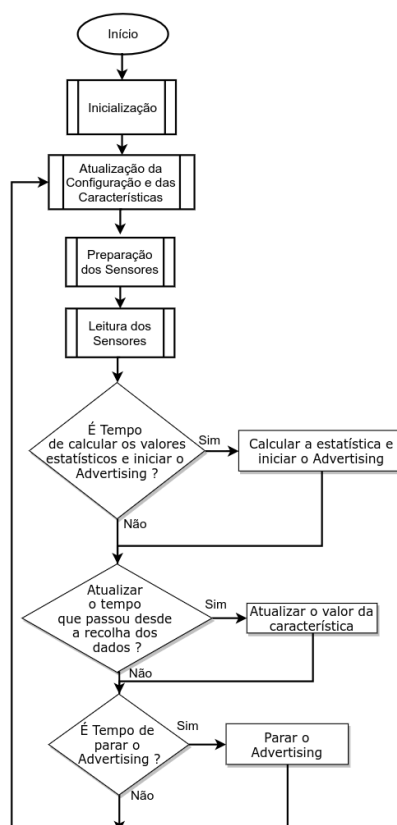 Início
Inicialização
Atualização da
Configuração e das
Características
Preparação
dos Sensores
Leitura dos
Sensores
É Tempo
de calcular os valores
estatísticos e iniciar o
Advertising ?
Sim
Calcular a estatística e
iniciar o Advertising
Não
Atualizar
o tempo
que passou desde
a recolha dos
dados ?
Sim
Atualizar o valor da
característica
Não
É Tempo de
parar o
Advertising ?
Sim
Parar o
Advertising
Não